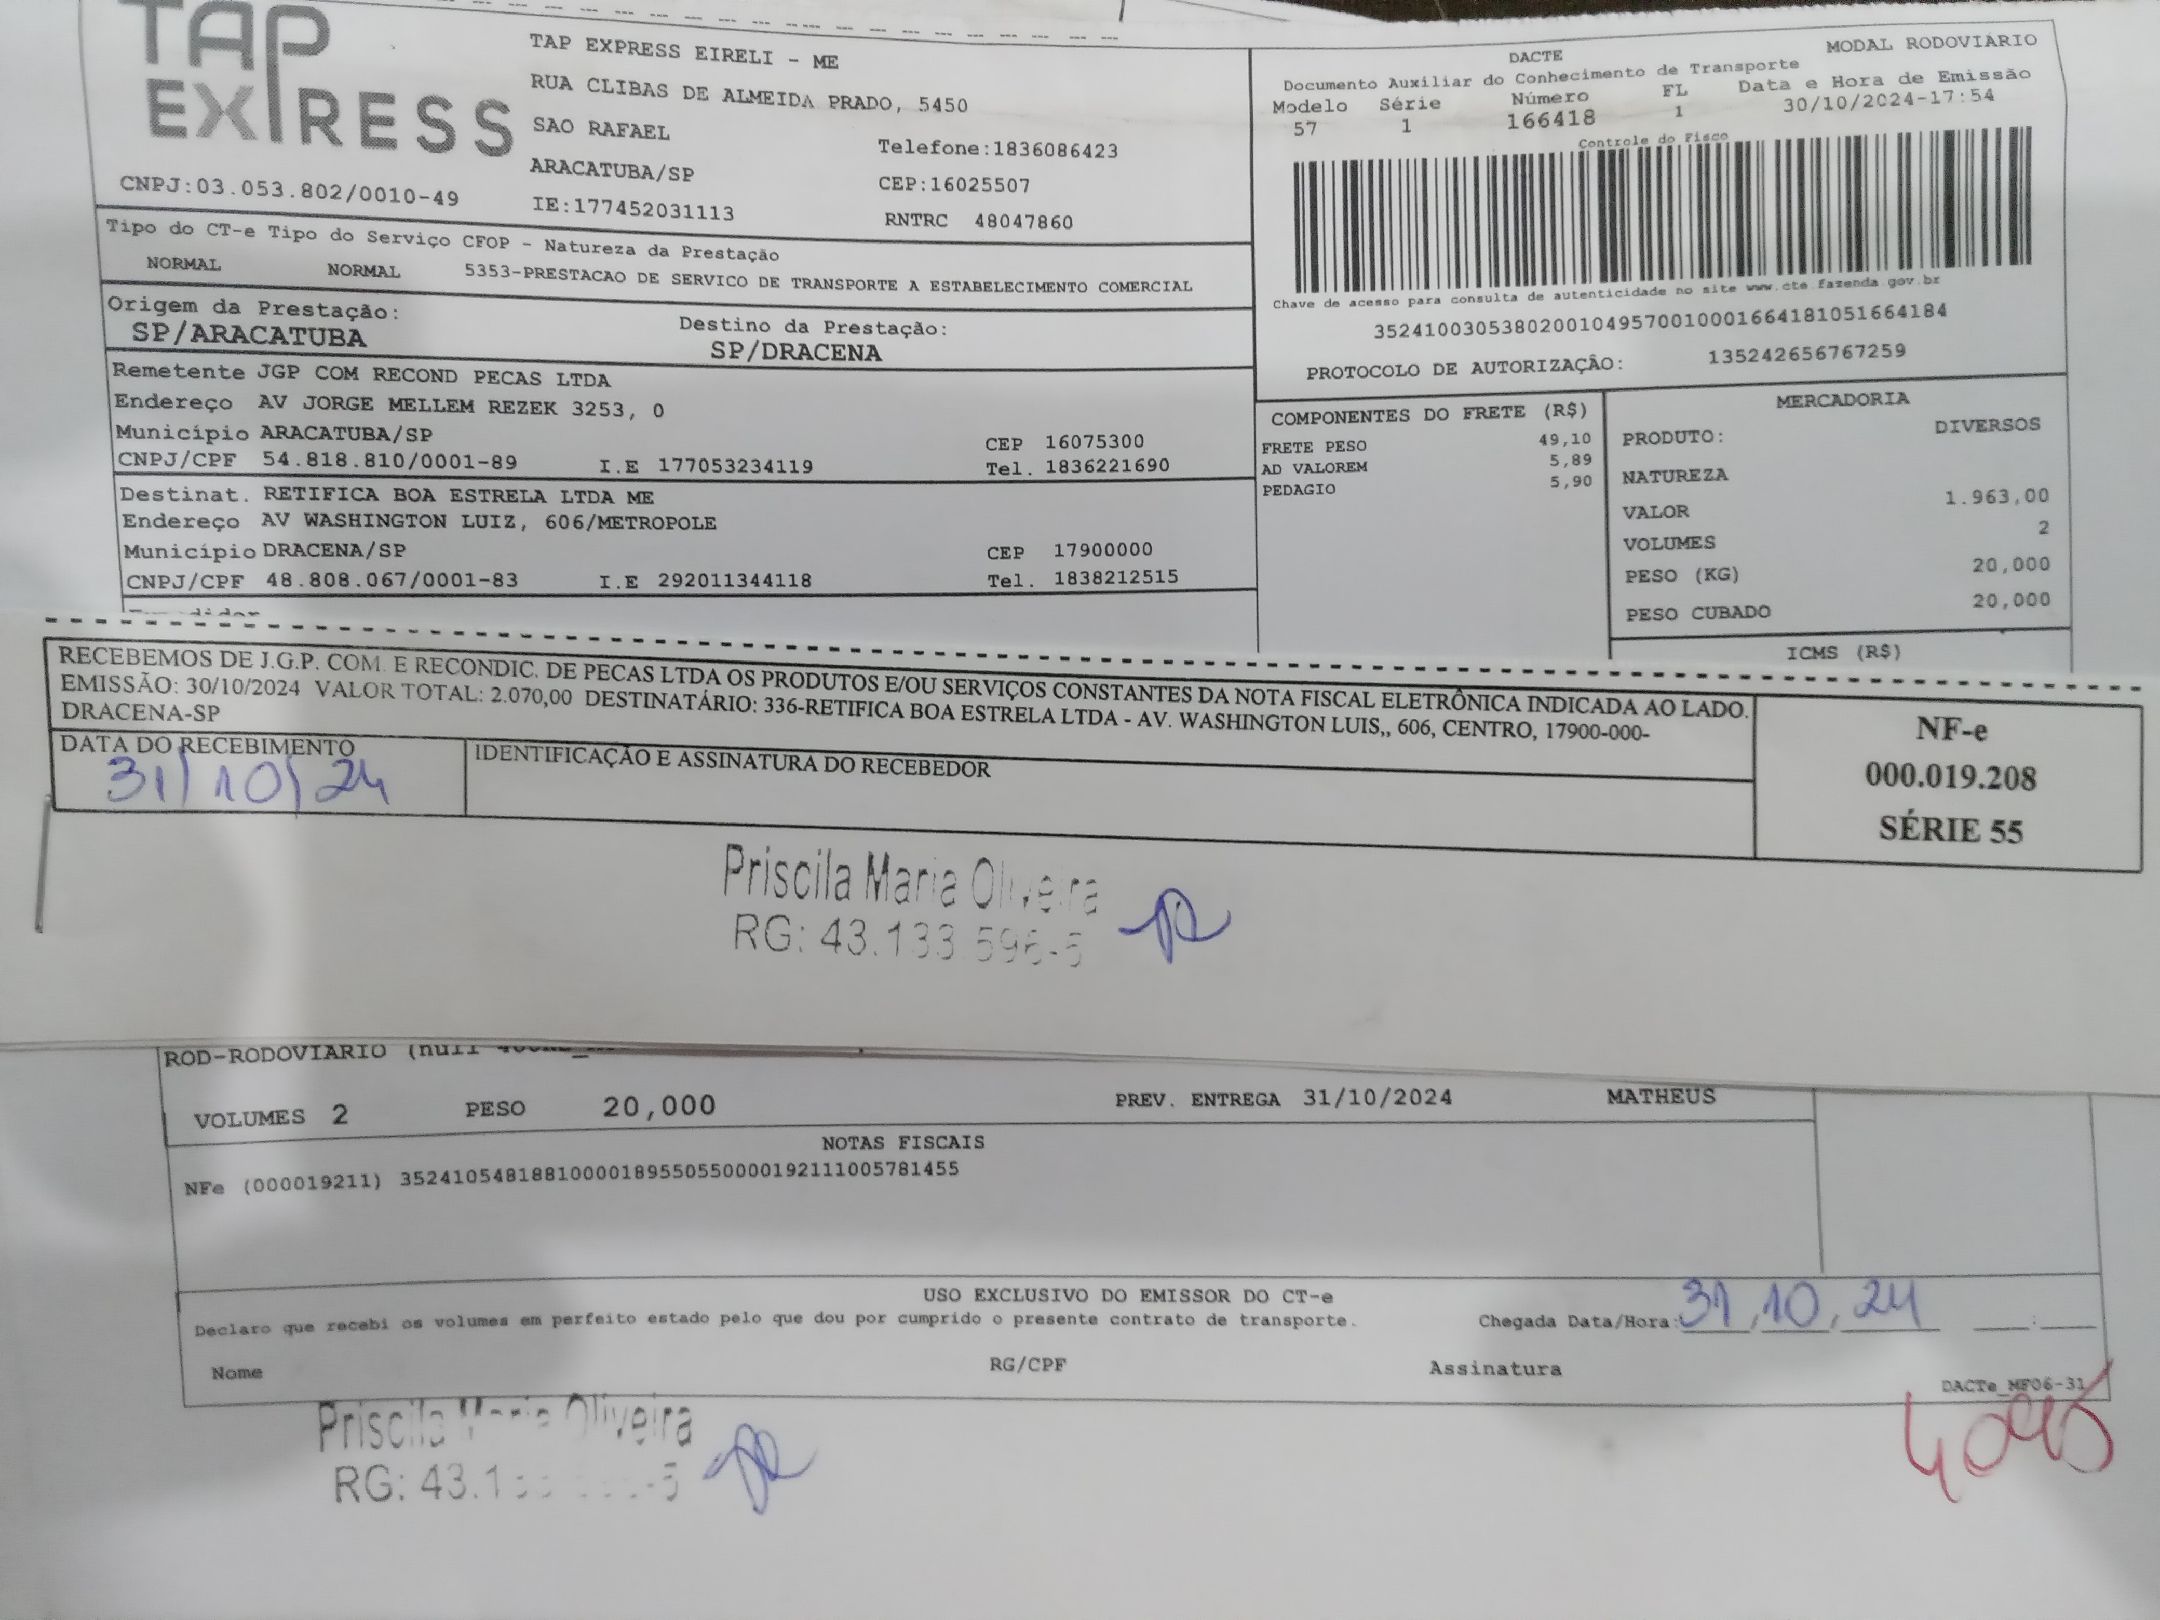 TAP EXPRESS
TAP EXPRESS EIRELI - ME
RUA CLIBAS DE ALMEIDA PRADO, 5450
SAO RAFAEL
Telefone:1836086423
ARACATUBA/SP
CEP:16025507
CNPJ:03.053.802/0010-49
IE:177452031113
RNTRC 48047860
DACTE
MODAL RODOVIÁRIO
Documento Auxiliar do Conhecimento de Transporte
Modelo Série Número FL Data e Hora de Emissão
57 1 166418 1 30/10/2024-17:54
Controle do Fisco
Chave de acesso para consulta de autenticidade no site www.cte.fazenda.gov.br
35241003053802001049570010001664181051664184
PROTOCOLO DE AUTORIZAÇÃO: 135242656767259
Tipo do CT-e Tipo do Serviço CFOP - Natureza da Prestação
NORMAL NORMAL 5353-PRESTACAO DE SERVICO DE TRANSPORTE A ESTABELECIMENTO COMERCIAL
Origem da Prestação: Destino da Prestação:
SP/ARACATUBA SP/DRACENA
Remetente JGP COM RECOND PECAS LTDA
Endereço AV JORGE MELLEM REZEK 3253, 0
Município ARACATUBA/SP CEP 16075300
CNPJ/CPF 54.818.810/0001-89 I.E 177053234119 Tel. 1836221690
Destinat. RETIFICA BOA ESTRELA LTDA ME
Endereço AV WASHINGTON LUIZ, 606/METROPOLE
Município DRACENA/SP CEP 17900000
CNPJ/CPF 48.808.067/0001-83 I.E 292011344118 Tel. 1838212515
COMPONENTES DO FRETE (R$)
FRETE PESO 49,10
AD VALOREM 5,89
PEDAGIO 5,90
MERCADORIA
PRODUTO: DIVERSOS
NATUREZA
VALOR 1.963,00
VOLUMES 2
PESO (KG) 20,000
PESO CUBADO 20,000
ICMS (R$)
RECEBEMOS DE J.G.P. COM. E RECONDIC. DE PECAS LTDA OS PRODUTOS E/OU SERVIÇOS CONSTANTES DA NOTA FISCAL ELETRÔNICA INDICADA AO LADO.
EMISSÃO: 30/10/2024 VALOR TOTAL: 2.070,00 DESTINATÁRIO: 336-RETIFICA BOA ESTRELA LTDA - AV. WASHINGTON LUIS,, 606, CENTRO, 17900-000-
DRACENA-SP
DATA DO RECEBIMENTO
31/10/24
IDENTIFICAÇÃO E ASSINATURA DO RECEBEDOR
NF-e
000.019.208
SÉRIE 55
Priscila Maria Oliveira
RG: 43.133.596-5
ROD-RODOVIARIO (null
VOLUMES 2 PESO 20,000 PREV. ENTREGA 31/10/2024 MATHEUS
NOTAS FISCAIS
NFe (000019211) 35241054818810000189550550000192111005781455
USO EXCLUSIVO DO EMISSOR DO CT-e
Declaro que recebi os volumes em perfeito estado pelo que dou por cumprido o presente contrato de transporte.
Chegada Data/Hora: 31,10,24
Nome RG/CPF Assinatura
DACTe_MF06-31
Priscila Maria Oliveira
RG: 43.1